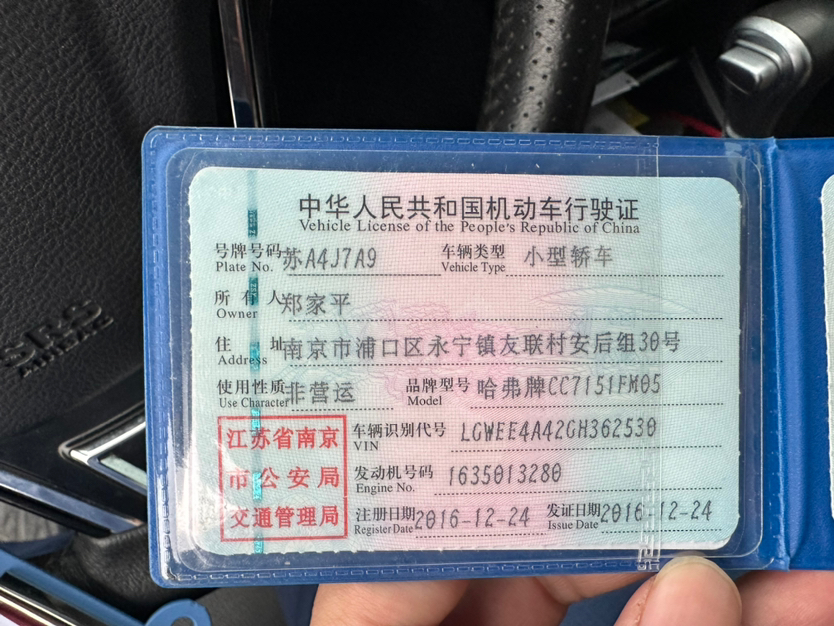 中华人民共和国机动车行驶证
Vehicle License of the People's Republic of China
号牌号码 苏A4J7A9 车辆类型 小型轿车
Plate No. Vehicle Type
所有人 郑家平
Owner
住址 南京市浦口区永宁镇友联村安后组30号
Address
使用性质 非营运 品牌型号 哈弗牌CC7151FM05
Use Character Model
江苏省南京
市公安局
交通管理局
车辆识别代号 LGWEE4A42GH362530
VIN
发动机号码 1635013280
Engine No.
注册日期 2016-12-24 发证日期 2016-12-24
Register Date Issue Date
SRS
AIRBAG